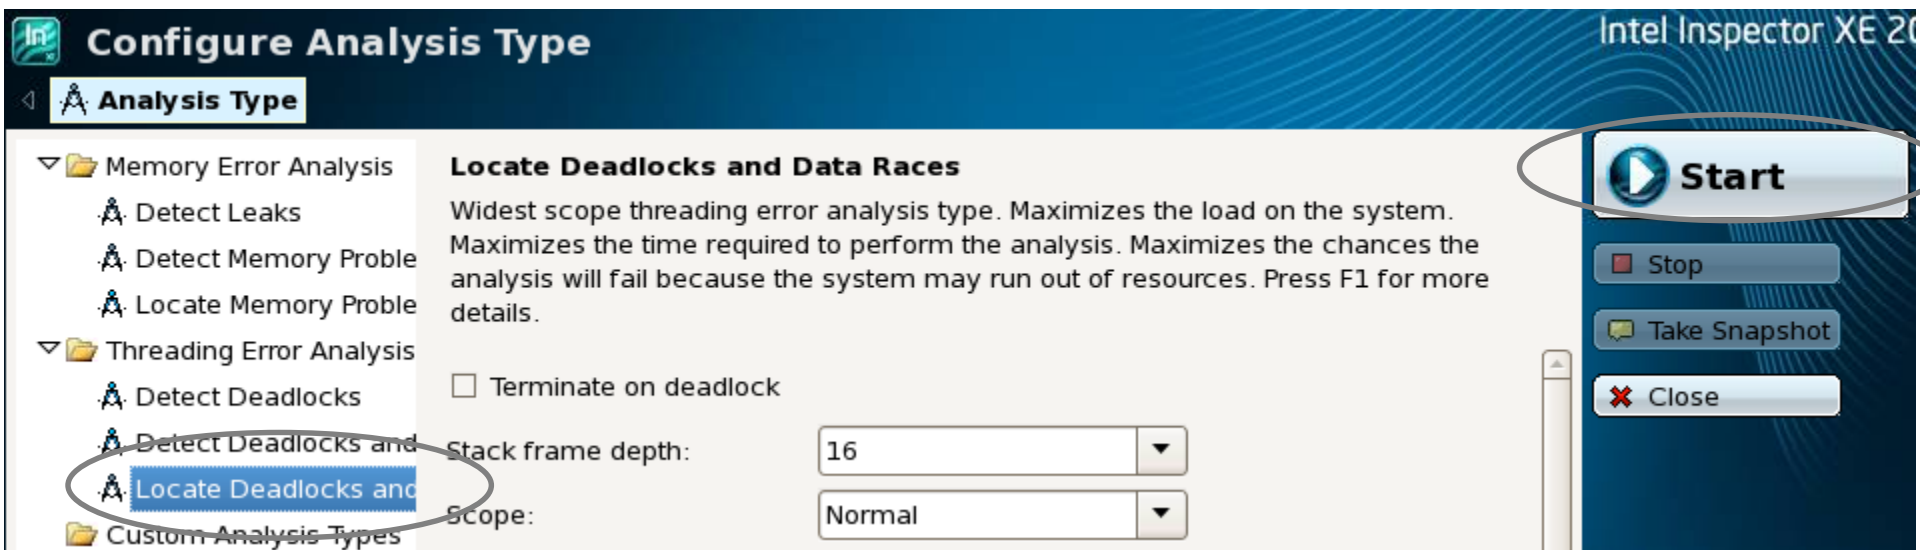 In
Configure Analysis Type
Intel Inspector XE 20
Analysis Type
Memory Error Analysis
Detect Leaks
Detect Memory Proble
Locate Memory Proble
Threading Error Analysis
Detect Deadlocks
Detect Deadlocks and
Locate Deadlocks and
Custom Analysis Types
Locate Deadlocks and Data Races
Widest scope threading error analysis type. Maximizes the load on the system.
Maximizes the time required to perform the analysis. Maximizes the chances the
analysis will fail because the system may run out of resources. Press F1 for more
details.
Terminate on deadlock
Stack frame depth: 16
Scope: Normal
Start
Stop
Take Snapshot
Close